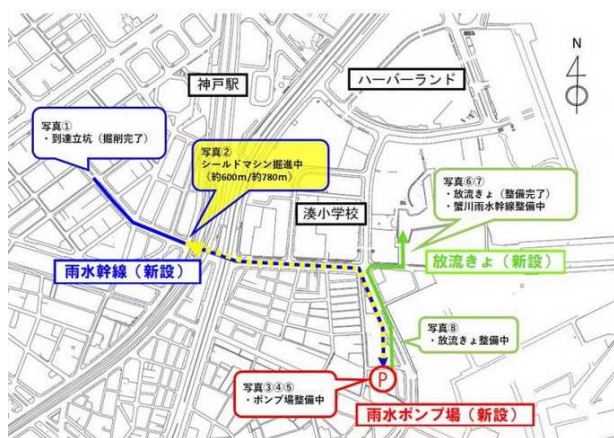 N
神戸駅
ハーバーランド
写真①
・到達立坑（掘削完了）
写真②
シールドマシン掘進中
（約600m/約780m）
湊小学校
写真⑥⑦
・放流きょ（整備完了）
・蟹川雨水幹線整備中
雨水幹線（新設）
放流きょ（新設）
写真⑧
・放流きょ整備中
写真③④⑤
・ポンプ場整備中
P
雨水ポンプ場（新設）